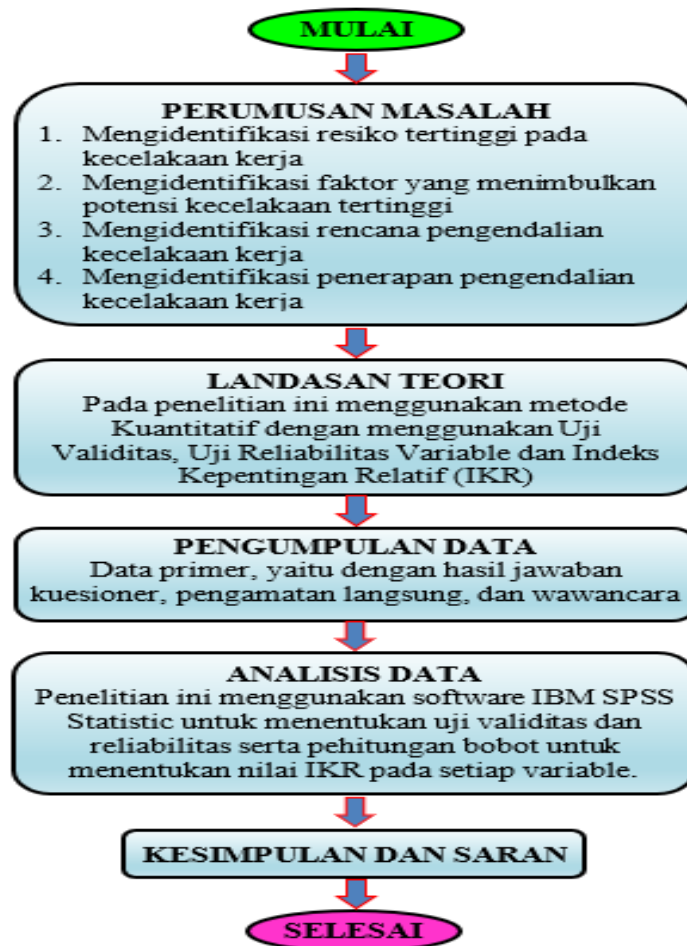 MULAI
PERUMUSAN MASALAH
1. Mengidentifikasi resiko tertinggi pada
kecelakaan kerja
2. Mengidentifikasi faktor yang menimbulkan
potensi kecelakaan tertinggi
3. Mengidentifikasi rencana pengendalian
kecelakaan kerja
4. Mengidentifikasi penerapan pengendalian
kecelakaan kerja
LANDASAN TEORI
Pada penelitian ini menggunakan metode
Kuantitatif dengan menggunakan Uji
Validitas, Uji Reliabilitas Variable dan Indeks
Kepentingan Relatif (IKR)
PENGUMPULAN DATA
Data primer, yaitu dengan hasil jawaban
kuesioner, pengamatan langsung, dan wawancara
ANALISIS DATA
Penelitian ini menggunakan software IBM SPSS
Statistic untuk menentukan uji validitas dan
reliabilitas serta pehitungan bobot untuk
menentukan nilai IKR pada setiap variable.
KESIMPULAN DAN SARAN
SELESAI